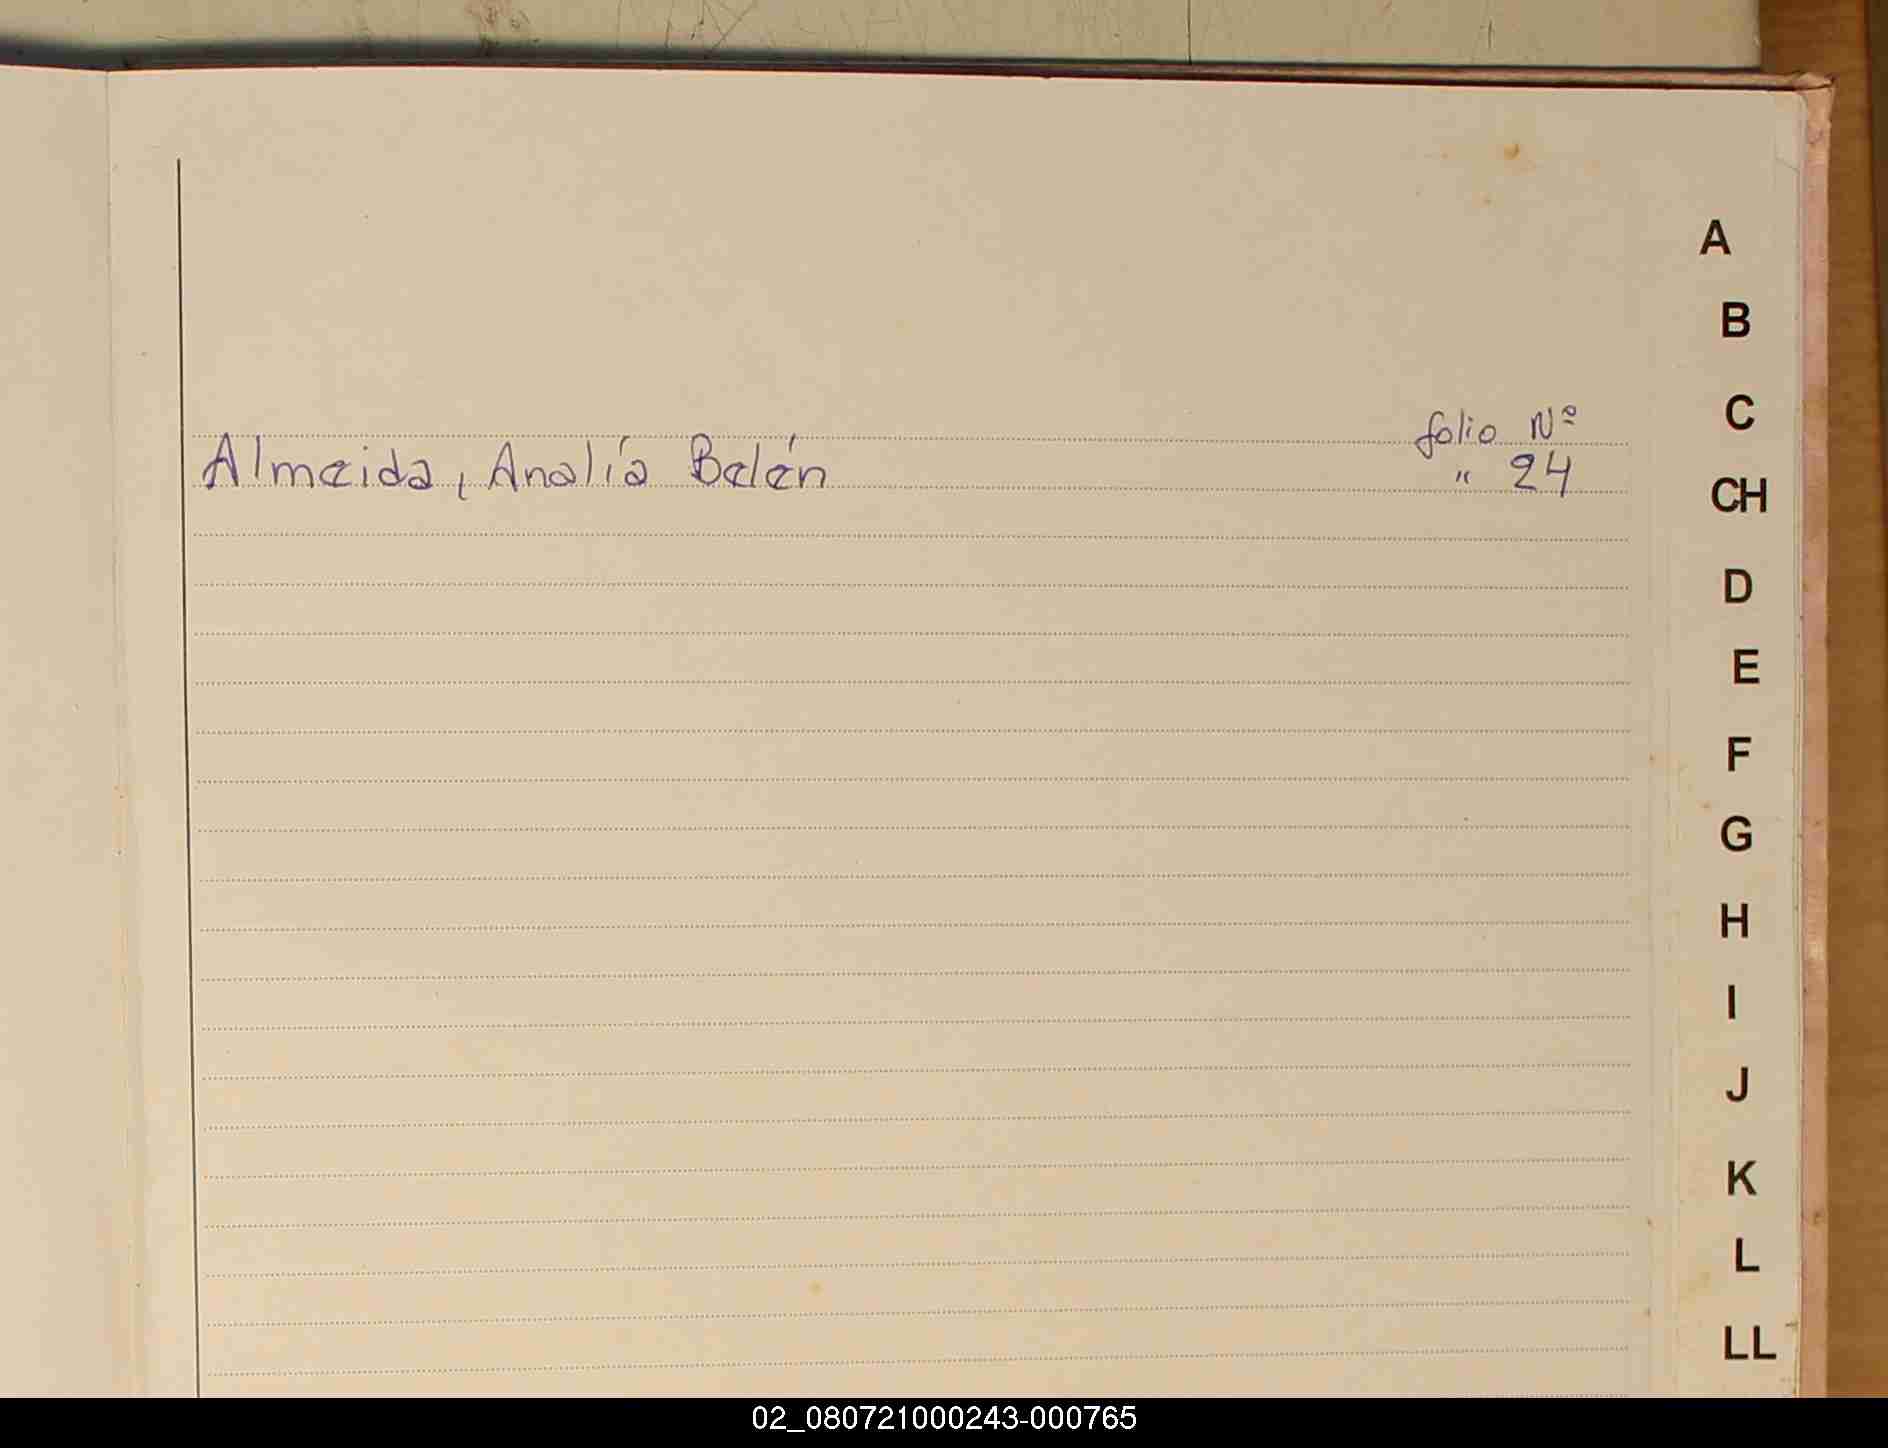 A
B
C
folio Nº
Almeida, Analía Belén " 24
CH
D
E
F
G
H
I
J
K
L
LL
02_080721000243-000765